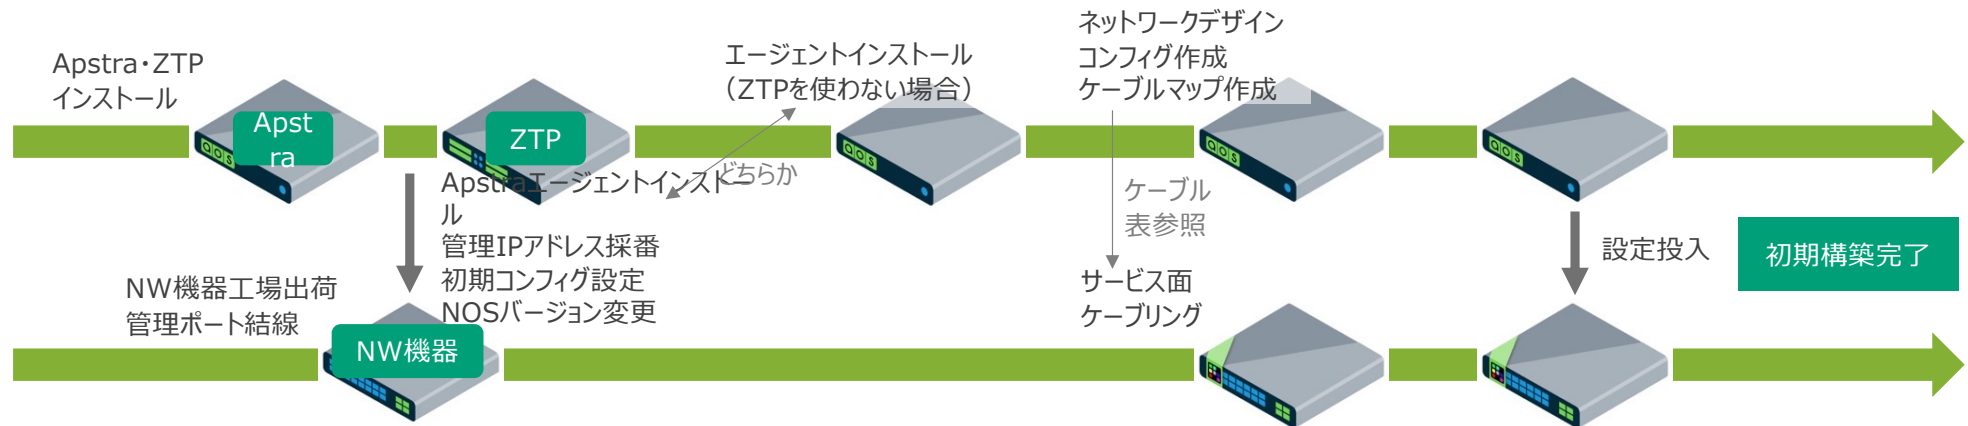 Apstra・ZTP
インストール
Apst
ra
aos
ZTP
エージェントインストール
（ZTPを使わない場合）
どちらか
aos
ネットワークデザイン
コンフィグ作成
ケーブルマップ作成
aos
aos
Apstraエージェントインストー
ル
管理IPアドレス採番
初期コンフィグ設定
NOSバージョン変更
ケーブル
表参照
NW機器工場出荷
管理ポート結線
NW機器
サービス面
ケーブリング
設定投入
初期構築完了